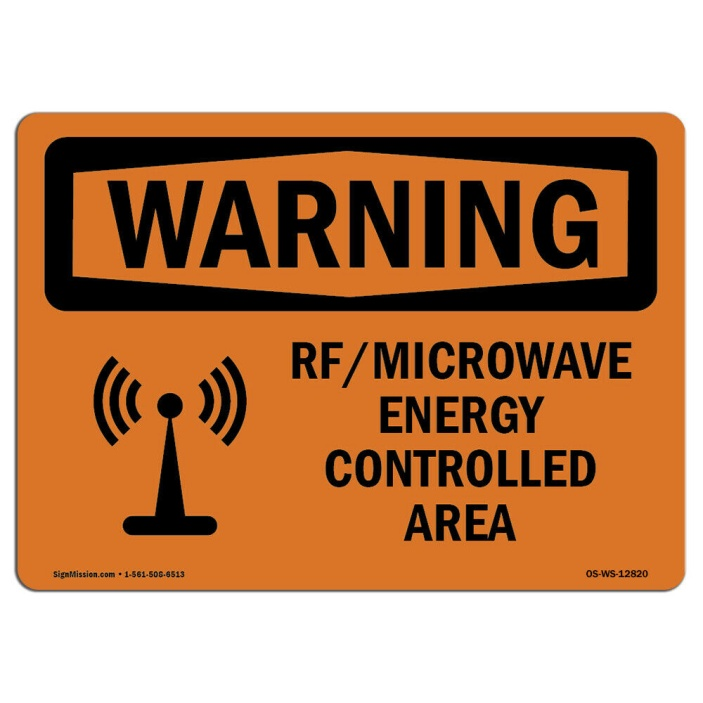 WARNING
RF/MICROWAVE
ENERGY
CONTROLLED
AREA
SignMission.com • 1-561-508-6513
OS-WS-12820